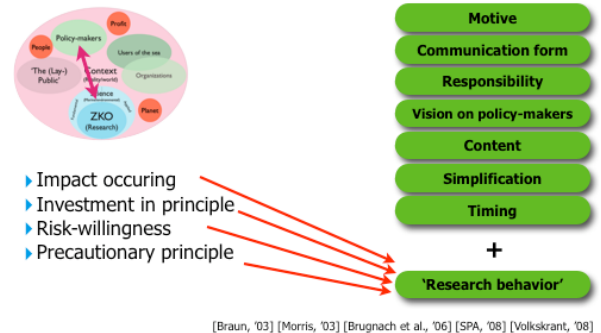 Profit
People
Policy-makers
Users of the sea
'The (Lay-)
Public'
Context
Organisations
ZKO
(Research)
Planet
Motive
Communication form
Responsibility
Vision on policy-makers
Content
Simplification
Timing
+
'Research behavior'
Impact occuring
Investment in principle
Risk-willingness
Precautionary principle
[Braun, '03] [Morris, '03] [Brugnach et al., '06] [SPA, '08] [Volkskrant, '08]